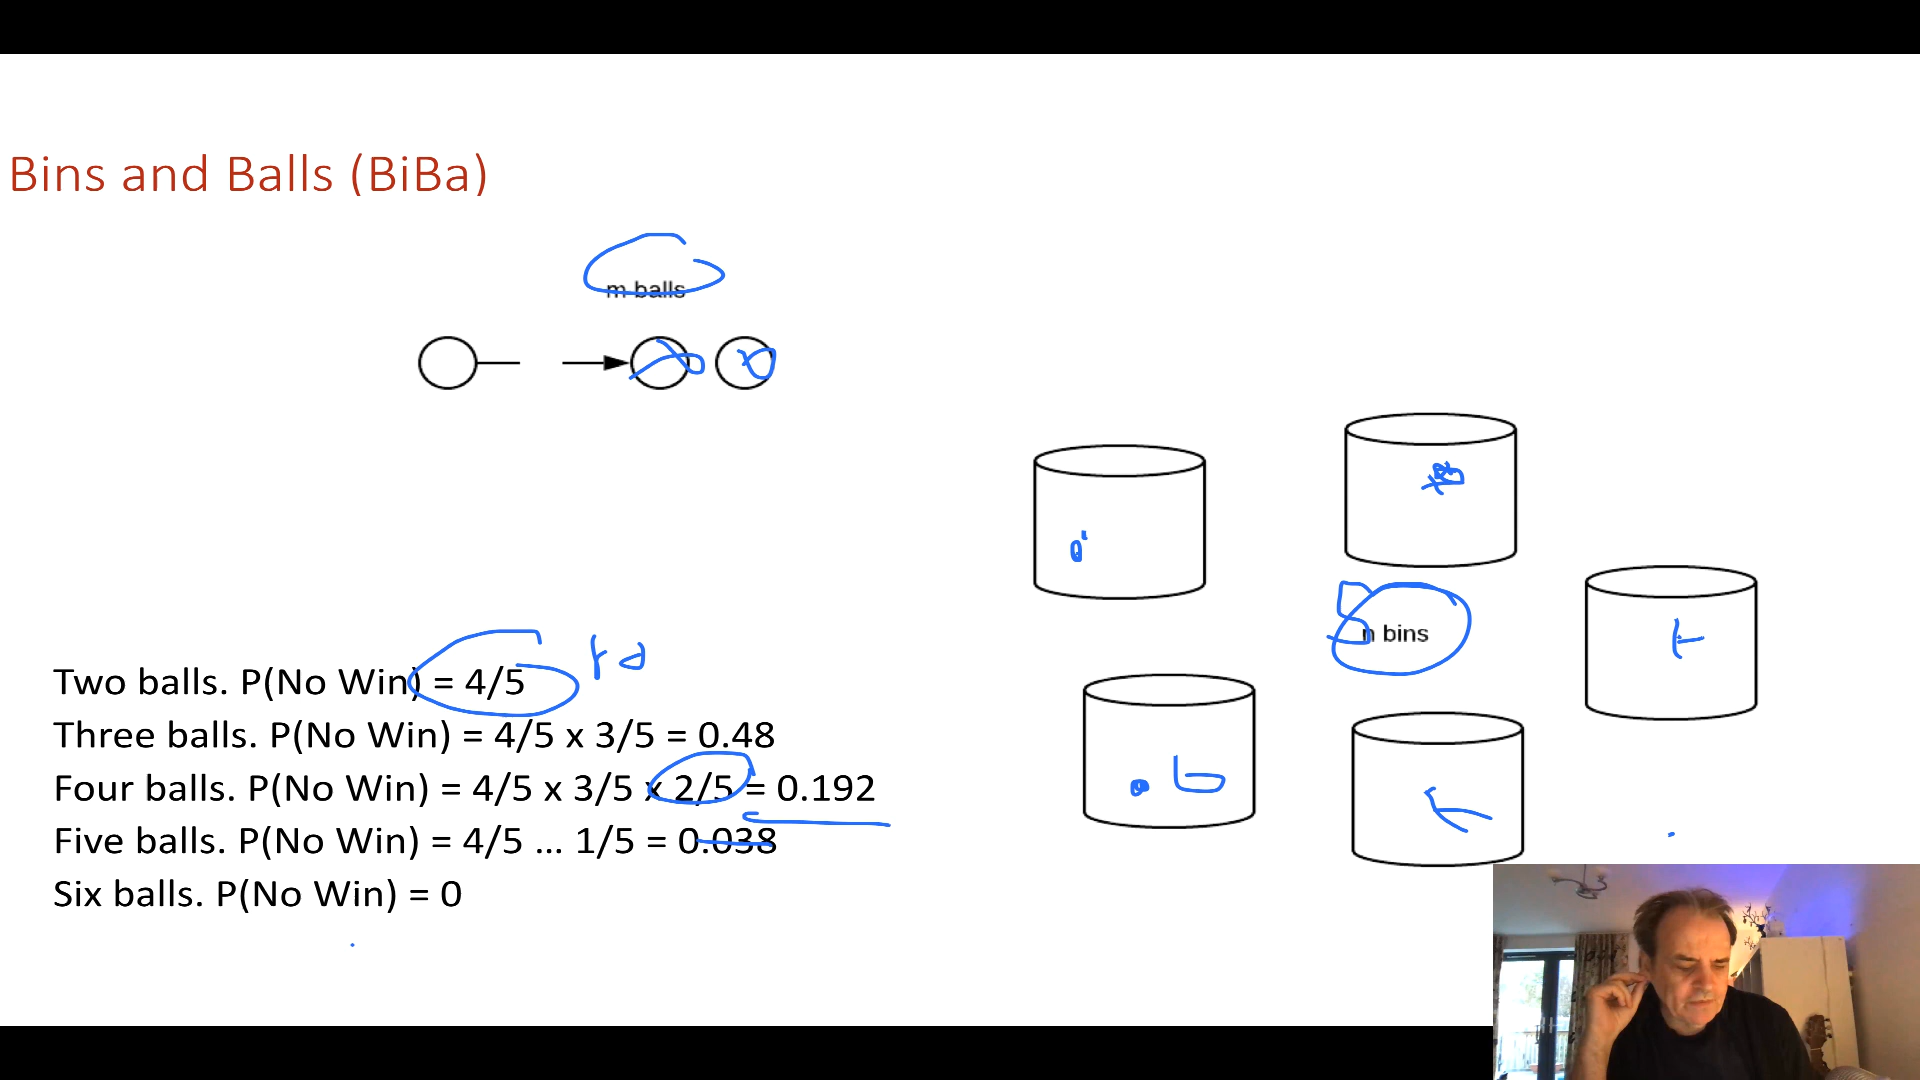 Bins and Balls (BiBa)
m balls
5
n bins
Two balls. P(No Win) = 4/5
Three balls. P(No Win) = 4/5 x 3/5 = 0.48
Four balls. P(No Win) = 4/5 x 3/5 x 2/5 = 0.192
Five balls. P(No Win) = 4/5 ... 1/5 = 0.038
Six balls. P(No Win) = 0